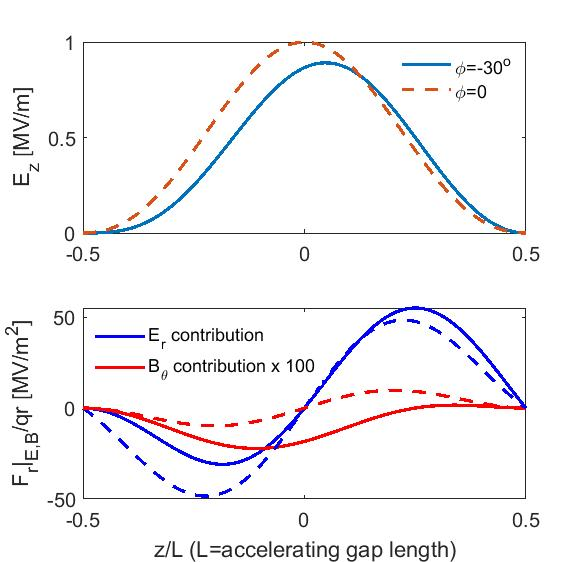 1
0.5
0
E_z [MV/m]
ϕ=-30°
ϕ=0
-0.5 0 0.5
50
0
-50
F_r|_E,B/qr [MV/m²]
E_r contribution
B_θ contribution x 100
-0.5 0 0.5
z/L (L=accelerating gap length)